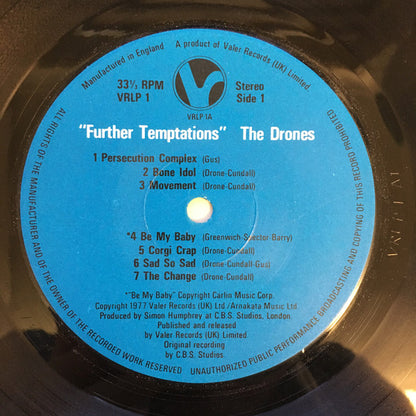 Manufactured in England
A product of Valer Records (UK) Limited
33⅓ RPM
VRLP 1
V
VRLP 1A
Stereo
Side 1
"Further Temptations" The Drones
1 Persecution Complex (Gus)
2 Bone Idol (Drone-Cundall)
3 Movement (Drone-Cundall)
*4 Be My Baby (Greenwich-Spector-Barry)
5 Corgi Crap (Drone-Cundall)
6 Sad So Sad (Drone-Cundall-Gus)
7 The Change (Drone-Cundall)
*"Be My Baby" Copyright Carlin Music Corp.
Copyright 1977 Valer Records (UK) Ltd./Aroakata Music Ltd.
Produced by Simon Humphrey at C.B.S. Studios, London.
Published and released
by Valer Records (UK) Limited.
Original recording
by C.B.S. Studios.
ALL RIGHTS OF THE MANUFACTURER AND OF THE OWNER OF THE RECORDED WORK RESERVED
UNAUTHORIZED PUBLIC PERFORMANCE BROADCASTING AND COPYING OF THIS RECORD PROHIBITED